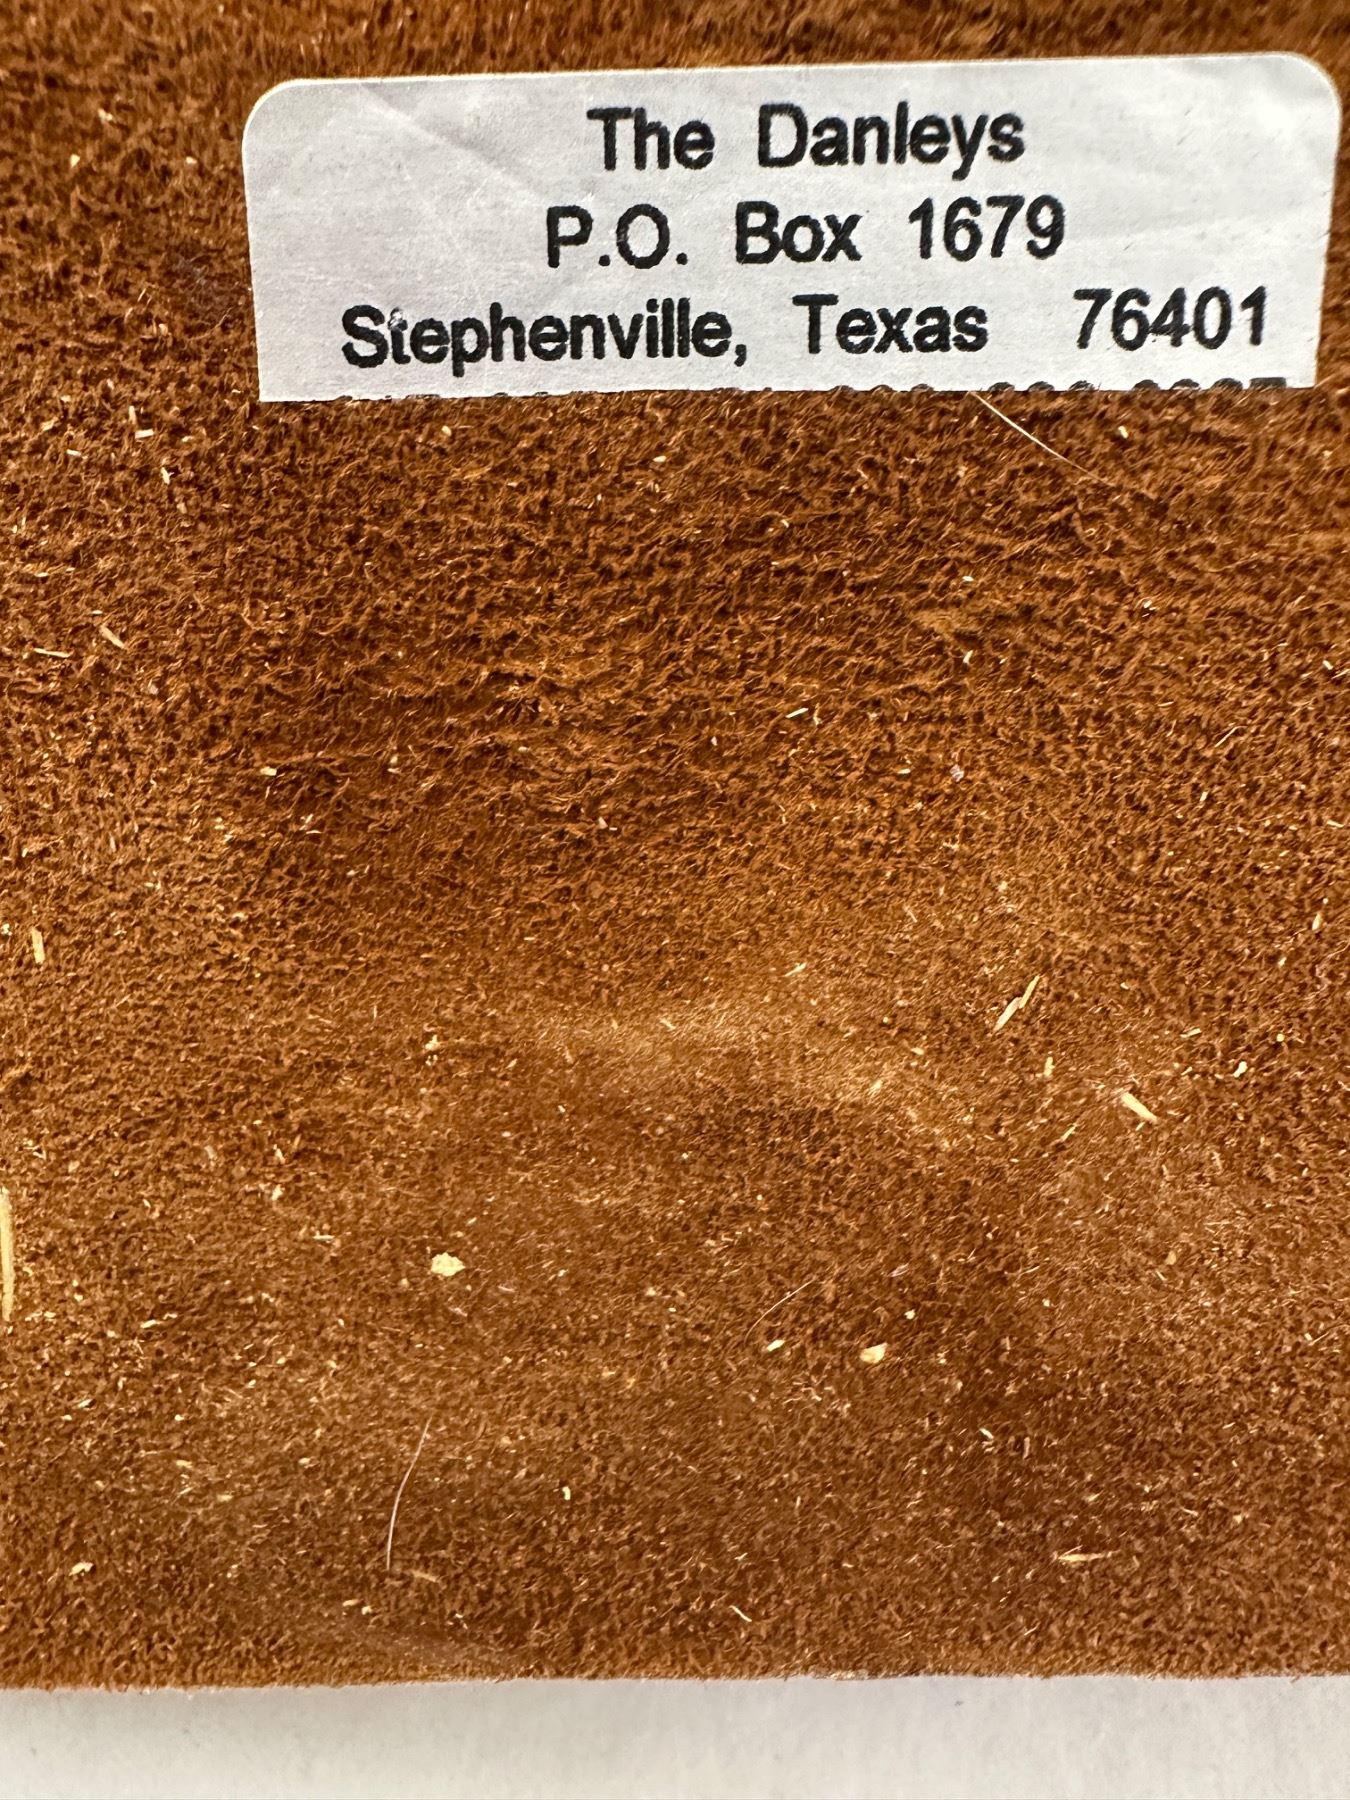 The Danleys
P.O. Box 1679
Stephenville, Texas 76401